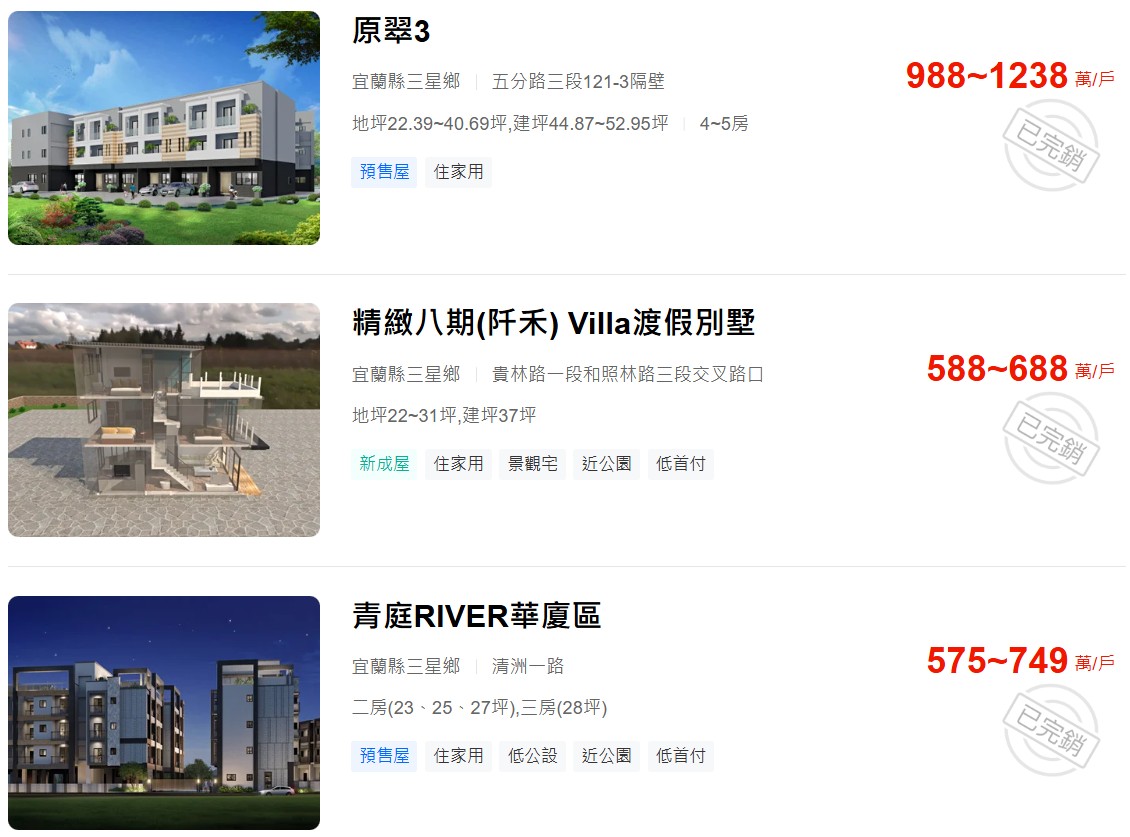 原翠3
宜蘭縣三星鄉 五分路三段121-3隔壁
988~1238 萬/戶
地坪22.39~40.69坪,建坪44.87~52.95坪 4~5房
已完銷
預售屋 住家用
精緻八期(阡禾) Villa渡假別墅
宜蘭縣三星鄉 貴林路一段和照林路三段交叉路口
588~688 萬/戶
地坪22~31坪,建坪37坪
已完銷
新成屋 住家用 景觀宅 近公園 低首付
青庭RIVER華廈區
宜蘭縣三星鄉 清洲一路
575~749 萬/戶
二房(23、25、27坪),三房(28坪)
已完銷
預售屋 住家用 低公設 近公園 低首付